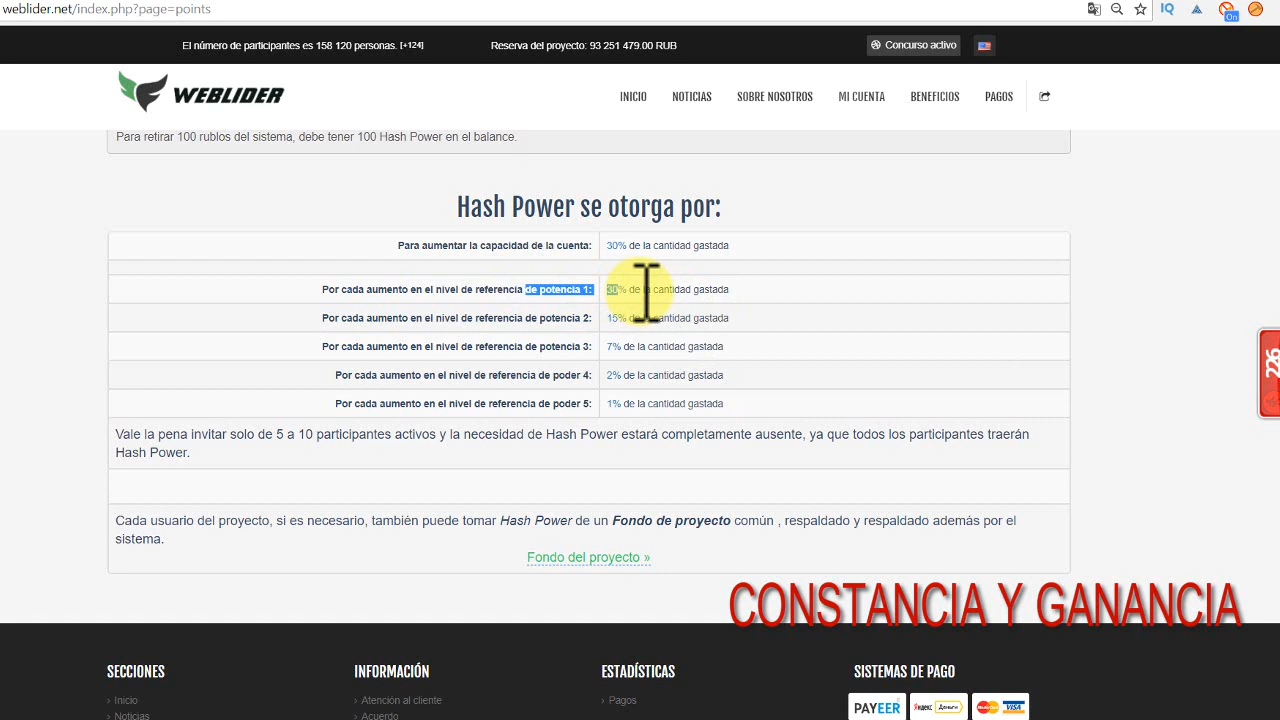 weblider.net/index.php?page=points
IQ
On
El número de participantes es 158 120 personas. [+124]
Reserva del proyecto: 93 251 479.00 RUB
Concurso activo
WEBLIDER
INICIO
NOTICIAS
SOBRE NOSOTROS
MI CUENTA
BENEFICIOS
PAGOS
Para retirar 100 rublos del sistema, debe tener 100 Hash Power en el balance.
Hash Power se otorga por:
Para aumentar la capacidad de la cuenta: 30% de la cantidad gastada
Por cada aumento en el nivel de referencia de potencia 1: 30% de la cantidad gastada
Por cada aumento en el nivel de referencia de potencia 2: 15% de la cantidad gastada
Por cada aumento en el nivel de referencia de potencia 3: 7% de la cantidad gastada
Por cada aumento en el nivel de referencia de poder 4: 2% de la cantidad gastada
Por cada aumento en el nivel de referencia de poder 5: 1% de la cantidad gastada
226
Vale la pena invitar solo de 5 a 10 participantes activos y la necesidad de Hash Power estará completamente ausente, ya que todos los participantes traerán
Hash Power.
Cada usuario del proyecto, si es necesario, también puede tomar Hash Power de un Fondo de proyecto común , respaldado y respaldado además por el
sistema.
Fondo del proyecto »
CONSTANCIA Y GANANCIA
SECCIONES
› Inicio
› Noticias
INFORMACIÓN
› Atención al cliente
› Acuerdo
ESTADÍSTICAS
› Pagos
SISTEMAS DE PAGO
PAYEER
Яндекс Деньги
MasterCard VISA